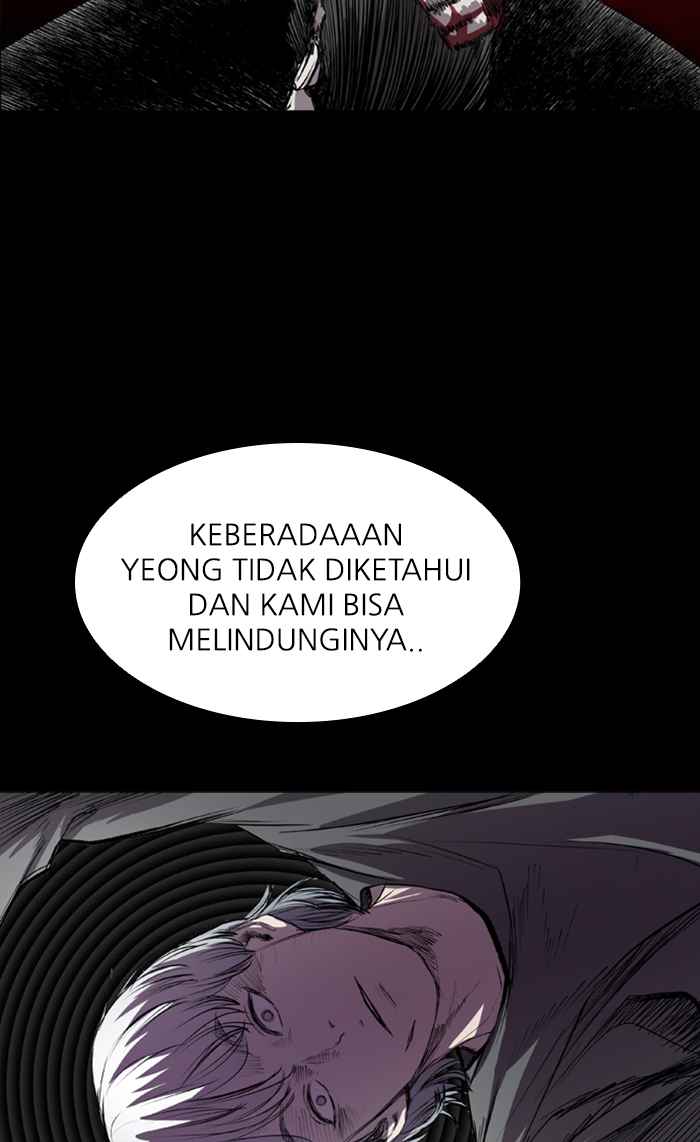 KEBERADAAAN
YEONG TIDAK DIKETAHUI
DAN KAMI BISA
MELINDUNGINYA..